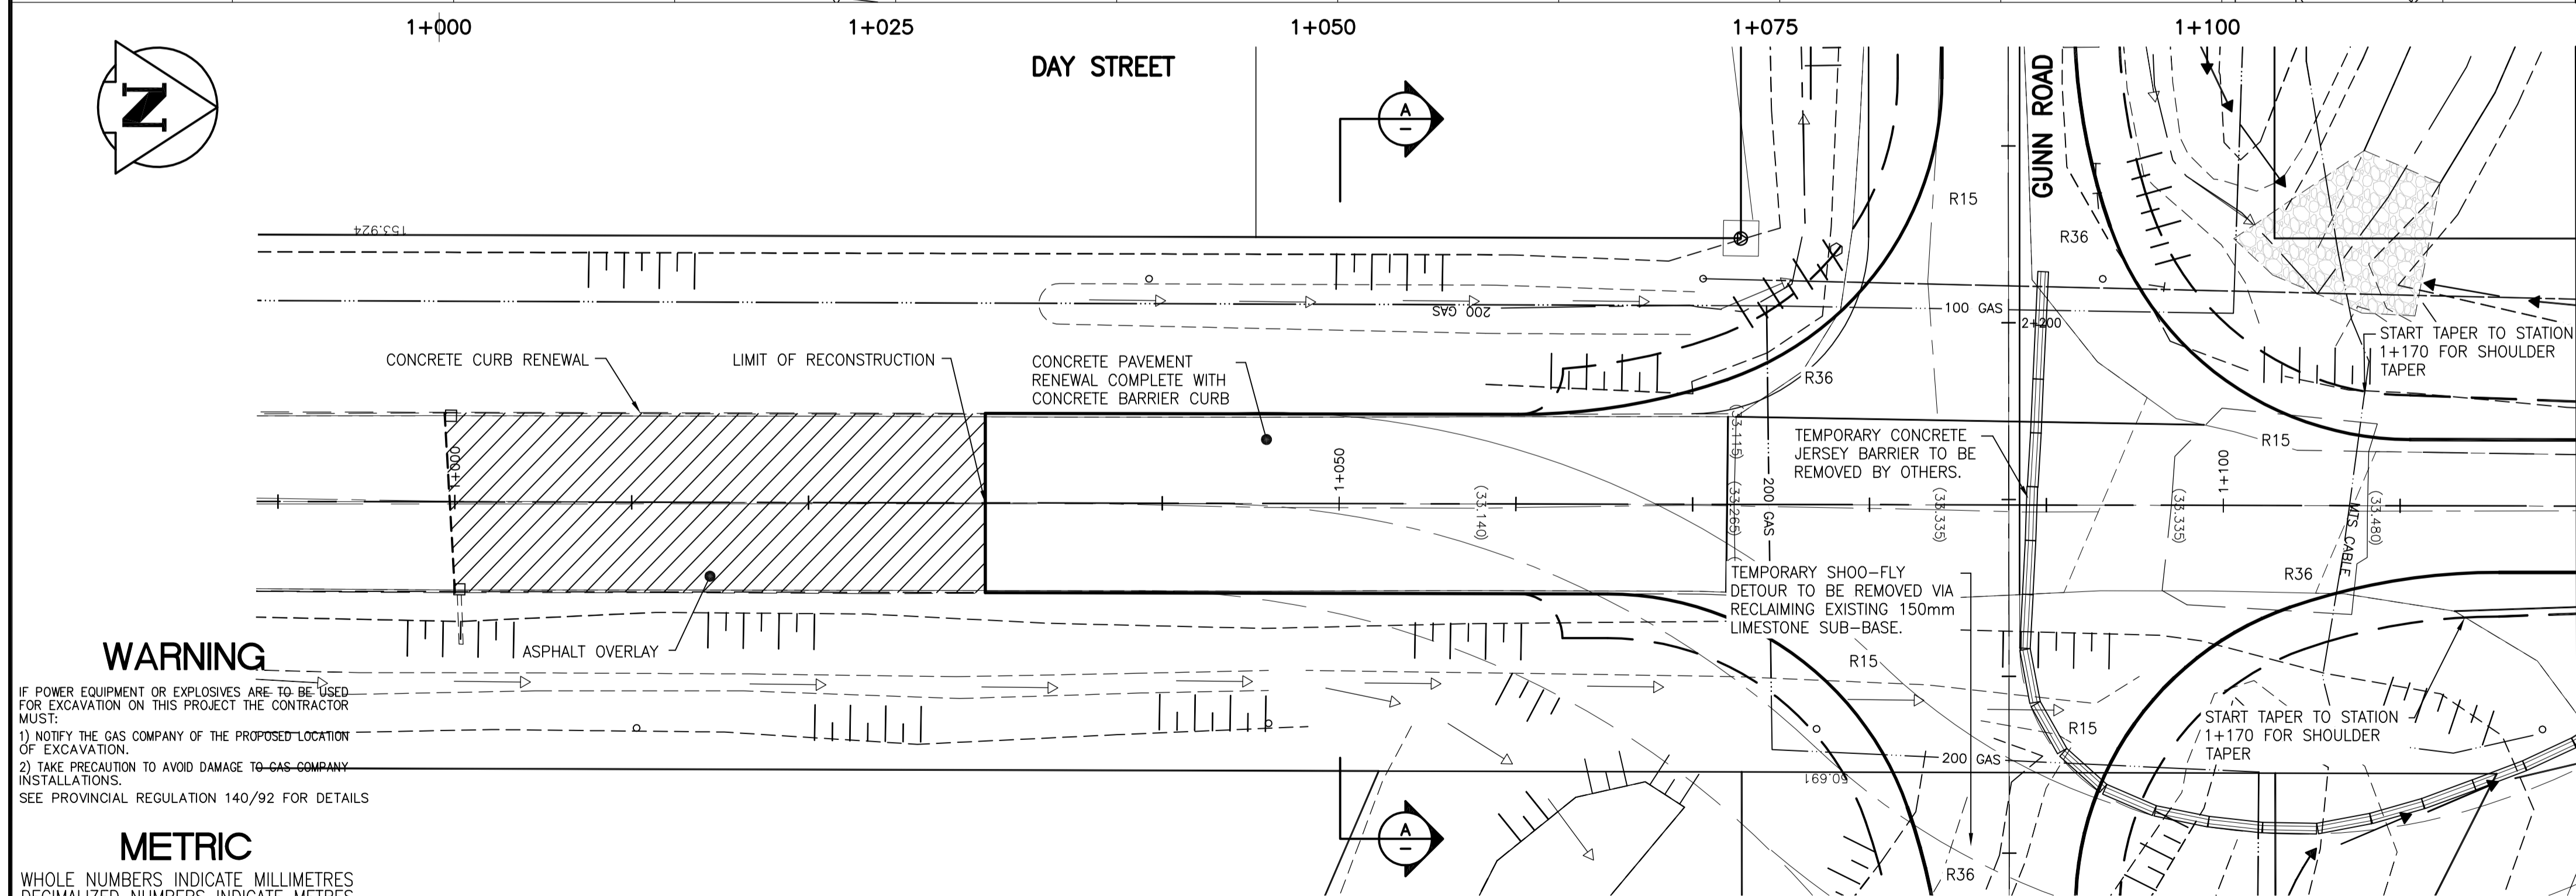 1+000
1+025
1+050
1+075
1+100
DAY STREET
GUNN ROAD
N
A
153.924
200 GAS
100 GAS
2+200
R15
R36
R36
CONCRETE CURB RENEWAL
LIMIT OF RECONSTRUCTION
CONCRETE PAVEMENT
RENEWAL COMPLETE WITH
CONCRETE BARRIER CURB
START TAPER TO STATION
1+170 FOR SHOULDER
TAPER
TEMPORARY CONCRETE
JERSEY BARRIER TO BE
REMOVED BY OTHERS.
R15
1+000
1+050
1+100
(33.140)
(33.115)
(33.265)
200 GAS
(33.335)
(33.335)
(33.480)
MTS CABLE
R36
TEMPORARY SHOO-FLY
DETOUR TO BE REMOVED VIA
RECLAIMING EXISTING 150mm
LIMESTONE SUB-BASE.
ASPHALT OVERLAY
R15
R15
START TAPER TO STATION
1+170 FOR SHOULDER
TAPER
200 GAS
50.691
A
R36
WARNING
IF POWER EQUIPMENT OR EXPLOSIVES ARE TO BE USED
FOR EXCAVATION ON THIS PROJECT THE CONTRACTOR
MUST:
1) NOTIFY THE GAS COMPANY OF THE PROPOSED LOCATION
OF EXCAVATION.
2) TAKE PRECAUTION TO AVOID DAMAGE TO GAS COMPANY
INSTALLATIONS.
SEE PROVINCIAL REGULATION 140/92 FOR DETAILS
METRIC
WHOLE NUMBERS INDICATE MILLIMETRES
DECIMALIZED NUMBERS INDICATE METRES